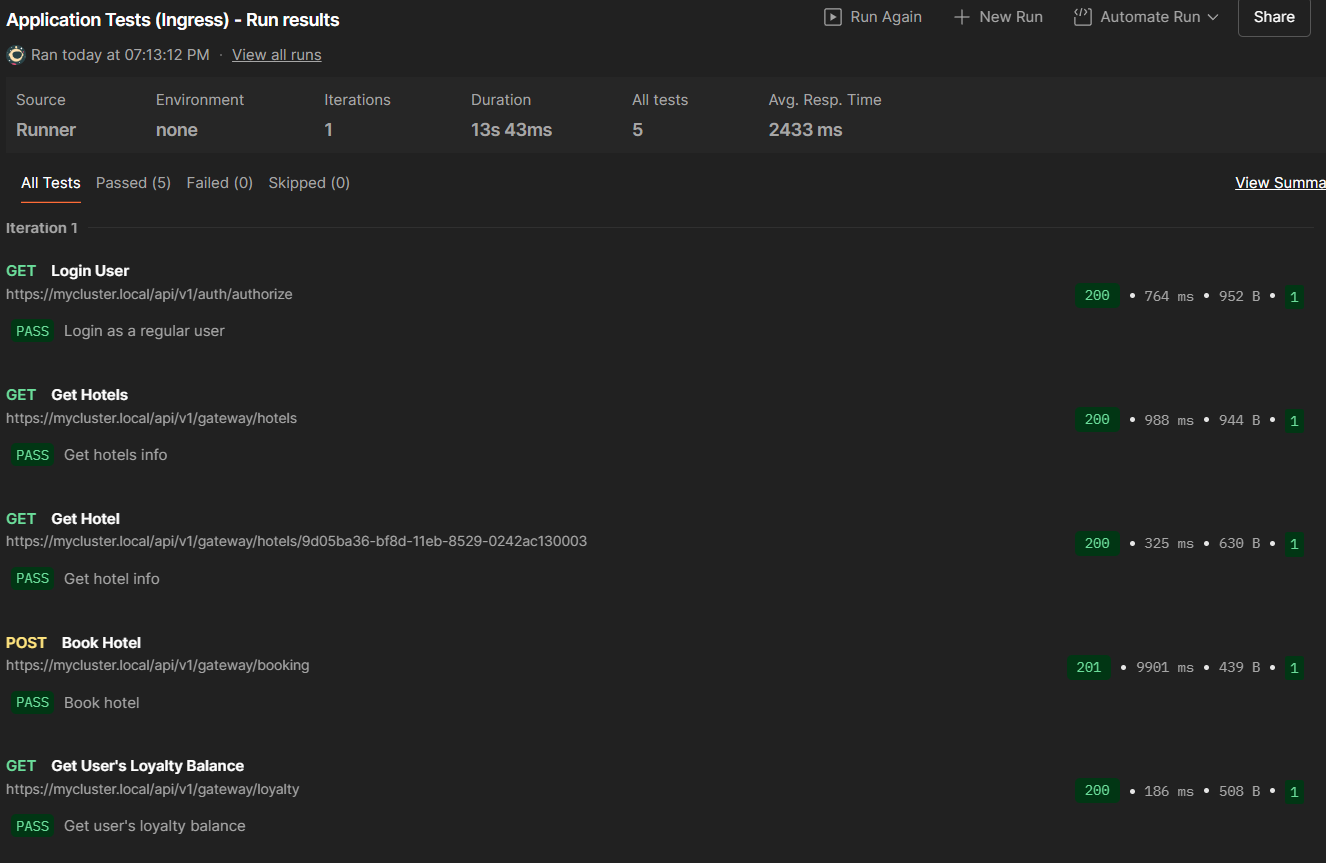 Application Tests (Ingress) - Run results
Run Again
New Run
Automate Run
Share
Ran today at 07:13:12 PM · View all runs
Source Environment Iterations Duration All tests Avg. Resp. Time
Runner none 1 13s 43ms 5 2433 ms
All Tests Passed (5) Failed (0) Skipped (0) View Summa
Iteration 1
GET Login User
https://mycluster.local/api/v1/auth/authorize
200 • 764 ms • 952 B • 1
PASS Login as a regular user
GET Get Hotels
https://mycluster.local/api/v1/gateway/hotels
200 • 988 ms • 944 B • 1
PASS Get hotels info
GET Get Hotel
https://mycluster.local/api/v1/gateway/hotels/9d05ba36-bf8d-11eb-8529-0242ac130003
200 • 325 ms • 630 B • 1
PASS Get hotel info
POST Book Hotel
https://mycluster.local/api/v1/gateway/booking
201 • 9901 ms • 439 B • 1
PASS Book hotel
GET Get User's Loyalty Balance
https://mycluster.local/api/v1/gateway/loyalty
200 • 186 ms • 508 B • 1
PASS Get user's loyalty balance